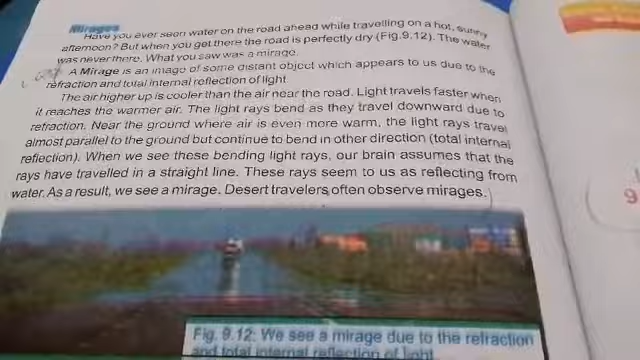 Mirages
Have you ever seen water on the road ahead while travelling on a hot, sunny
afternoon? But when you get there the road is perfectly dry (Fig.9.12). The water
was never there. What you saw was a mirage.
A Mirage is an image of some distant object which appears to us due to the
refraction and total internal reflection of light
The air higher up is cooler than the air near the road. Light travels faster when
it reaches the warmer air. The light rays bend as they travel downward due to
refraction. Near the ground where air is even more warm, the light rays travel
almost parallel to the ground but continue to bend in other direction (total internal
reflection). When we see these bending light rays, our brain assumes that the
rays have travelled in a straight line. These rays seem to us as reflecting from
water. As a result, we see a mirage. Desert travelers often observe mirages.
Fig. 9.12: We see a mirage due to the refraction
and total internal reflection of light
9